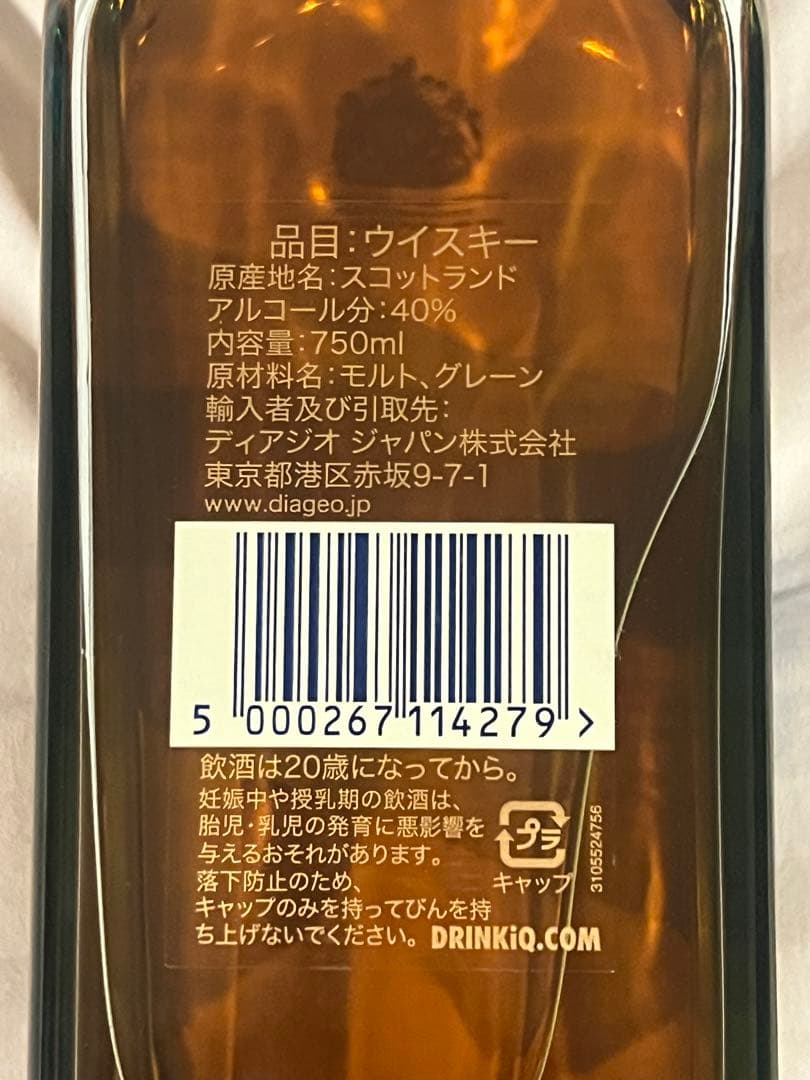 品目:ウイスキー
原産地名:スコットランド
アルコール分:40%
内容量:750ml
原材料名:モルト、グレーン
輸入者及び引取先:
ディアジオ ジャパン株式会社
東京都港区赤坂9-7-1
www.diageo.jp
5 000267 114279 >
飲酒は20歳になってから。
妊娠中や授乳期の飲酒は、
胎児・乳児の発育に悪影響を
与えるおそれがあります。
落下防止のため、
キャップのみを持ってびんを持
ち上げないでください。
プラ
キャップ
3105524756
DRINKiQ.COM